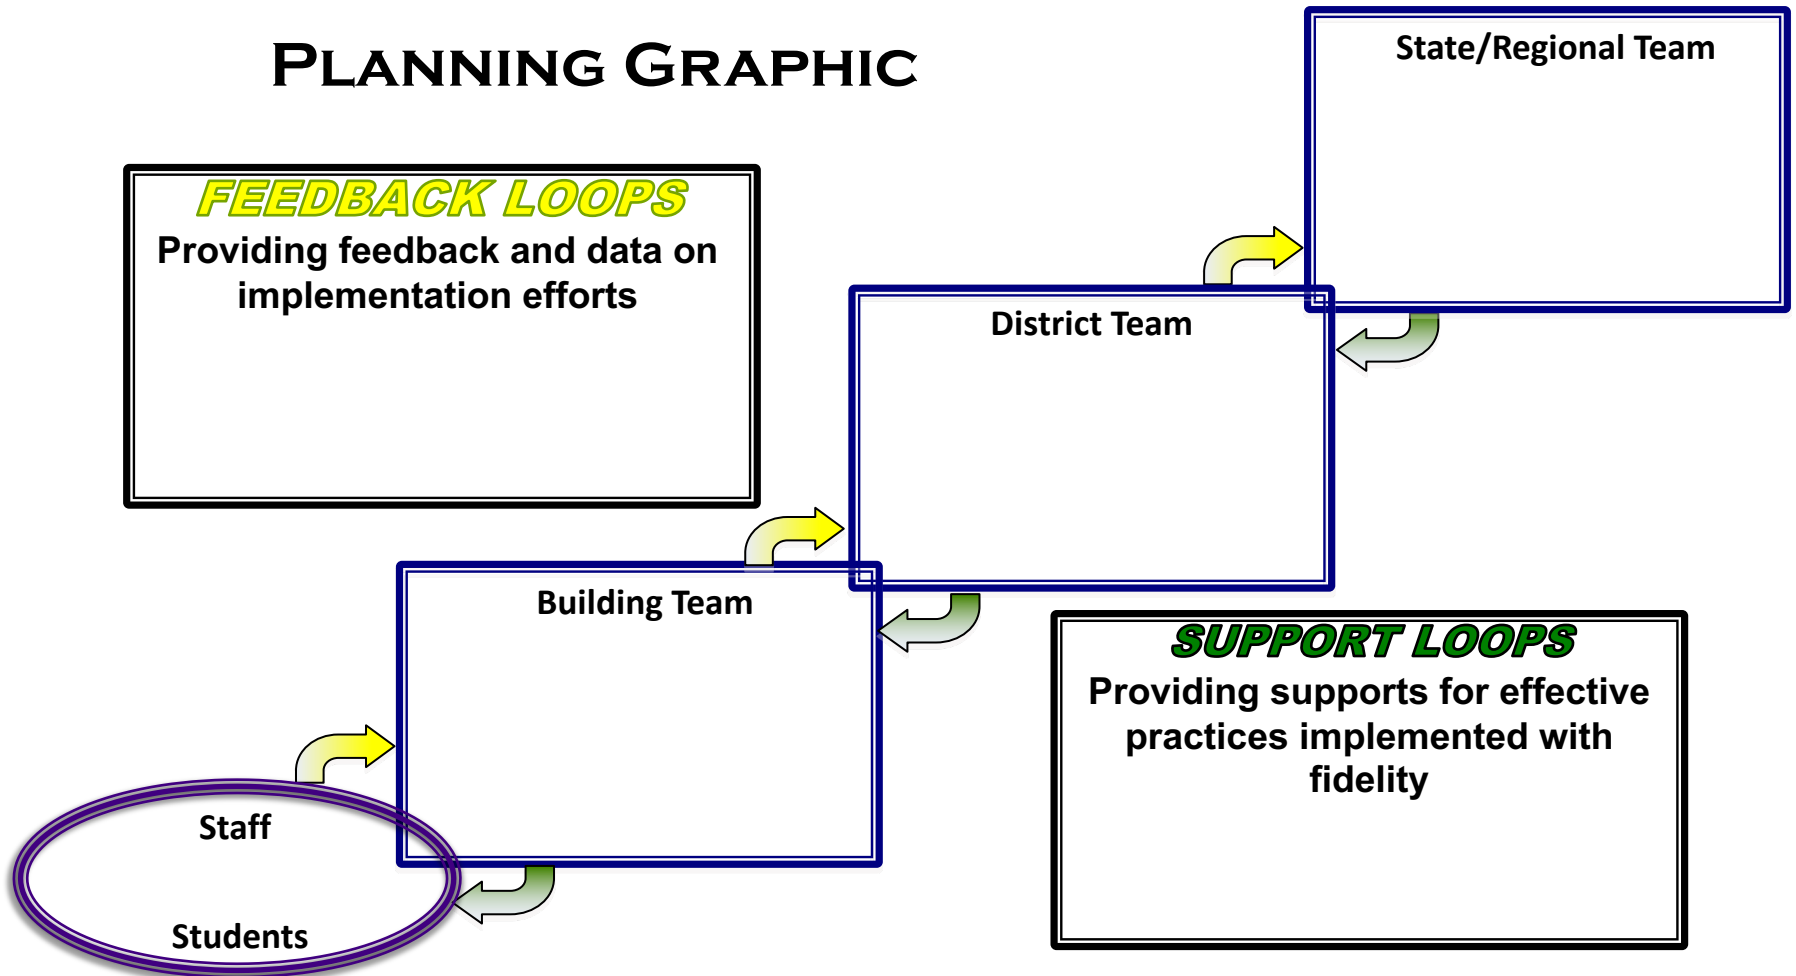 PLANNING GRAPHIC
State/Regional Team
FEEDBACK LOOPS
Providing feedback and data on
implementation efforts
District Team
Building Team
SUPPORT LOOPS
Providing supports for effective
practices implemented with
fidelity
Staff
Students